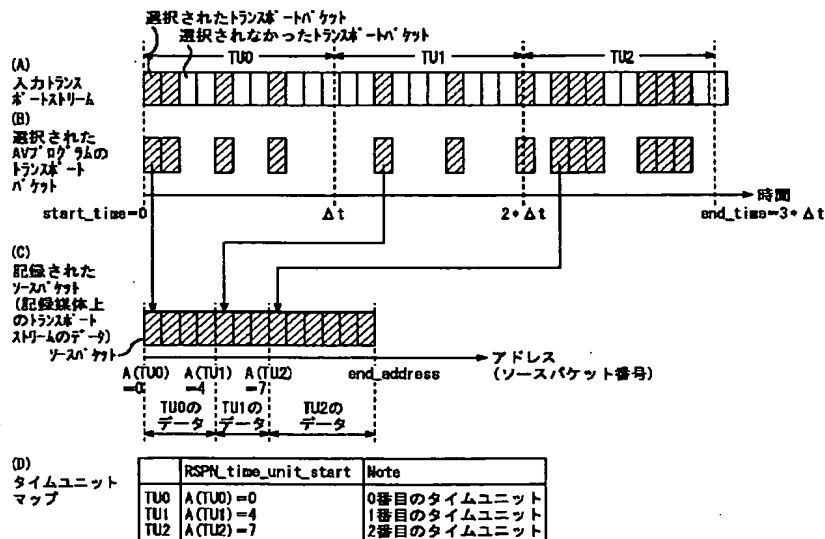 選択されたトランスポートパケット
選択されなかったトランスポートパケット
TU0 TU1 TU2
(A)
入力トランス
ポートストリーム
(B)
選択された
AVプログラムの
トランスポート
パケット
時間
start_time=0 Δt 2*Δt end_time=3*Δt
(C)
記録された
ソースパケット
(記録媒体上
のトランスポート
ストリームのデータ)
ソースパケット
アドレス
(ソースパケット番号)
A(TU0) A(TU1) A(TU2) end_address
=0 =4 =7
TU0の TU1の TU2の
データ データ データ
(D)
タイムユニット
マップ
RSPN_time_unit_start Note
TU0 A(TU0)=0 0番目のタイムユニット
TU1 A(TU1)=4 1番目のタイムユニット
TU2 A(TU2)=7 2番目のタイムユニット